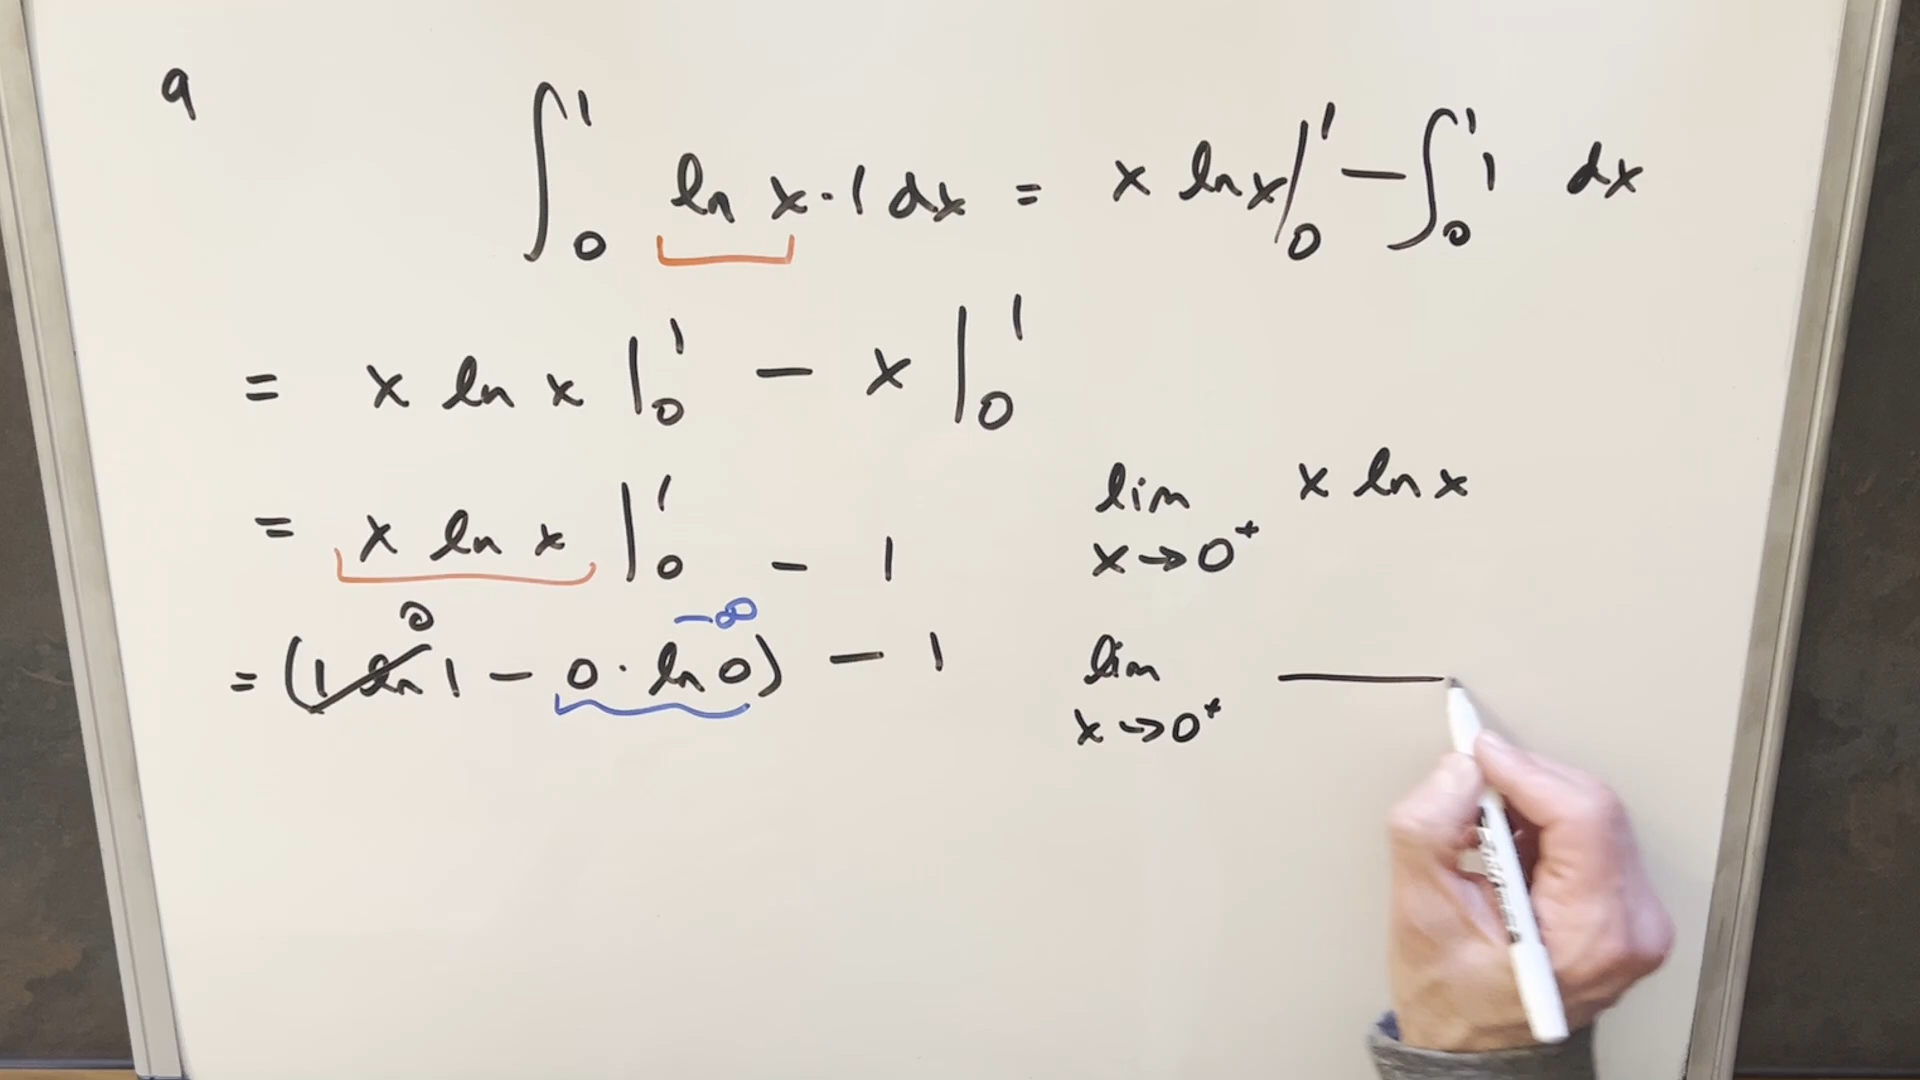 9
∫₀¹ ln x · 1 dx = x ln x |₀¹ − ∫₀¹ 1 dx
= x ln x |₀¹ − x |₀¹
= x ln x |₀¹ − 1
0 −∞
= (1 ln 1 − 0 · ln 0) − 1
lim x→0⁺ x ln x
lim x→0⁺